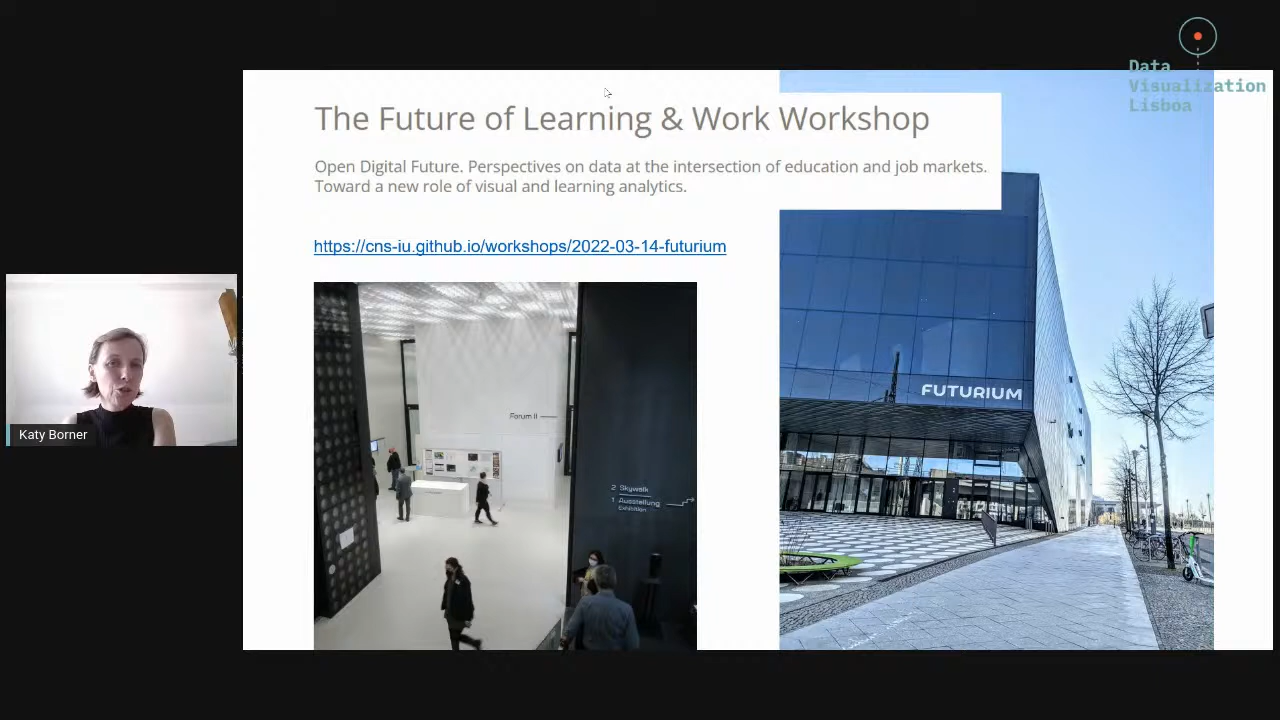 Data
Visualization
Lisboa
The Future of Learning & Work Workshop
Open Digital Future. Perspectives on data at the intersection of education and job markets.
Toward a new role of visual and learning analytics.
https://cns-iu.github.io/workshops/2022-03-14-futurium
FUTURIUM
Forum II
2 Skywalk
1 Ausstellung
Exhibition
Katy Borner